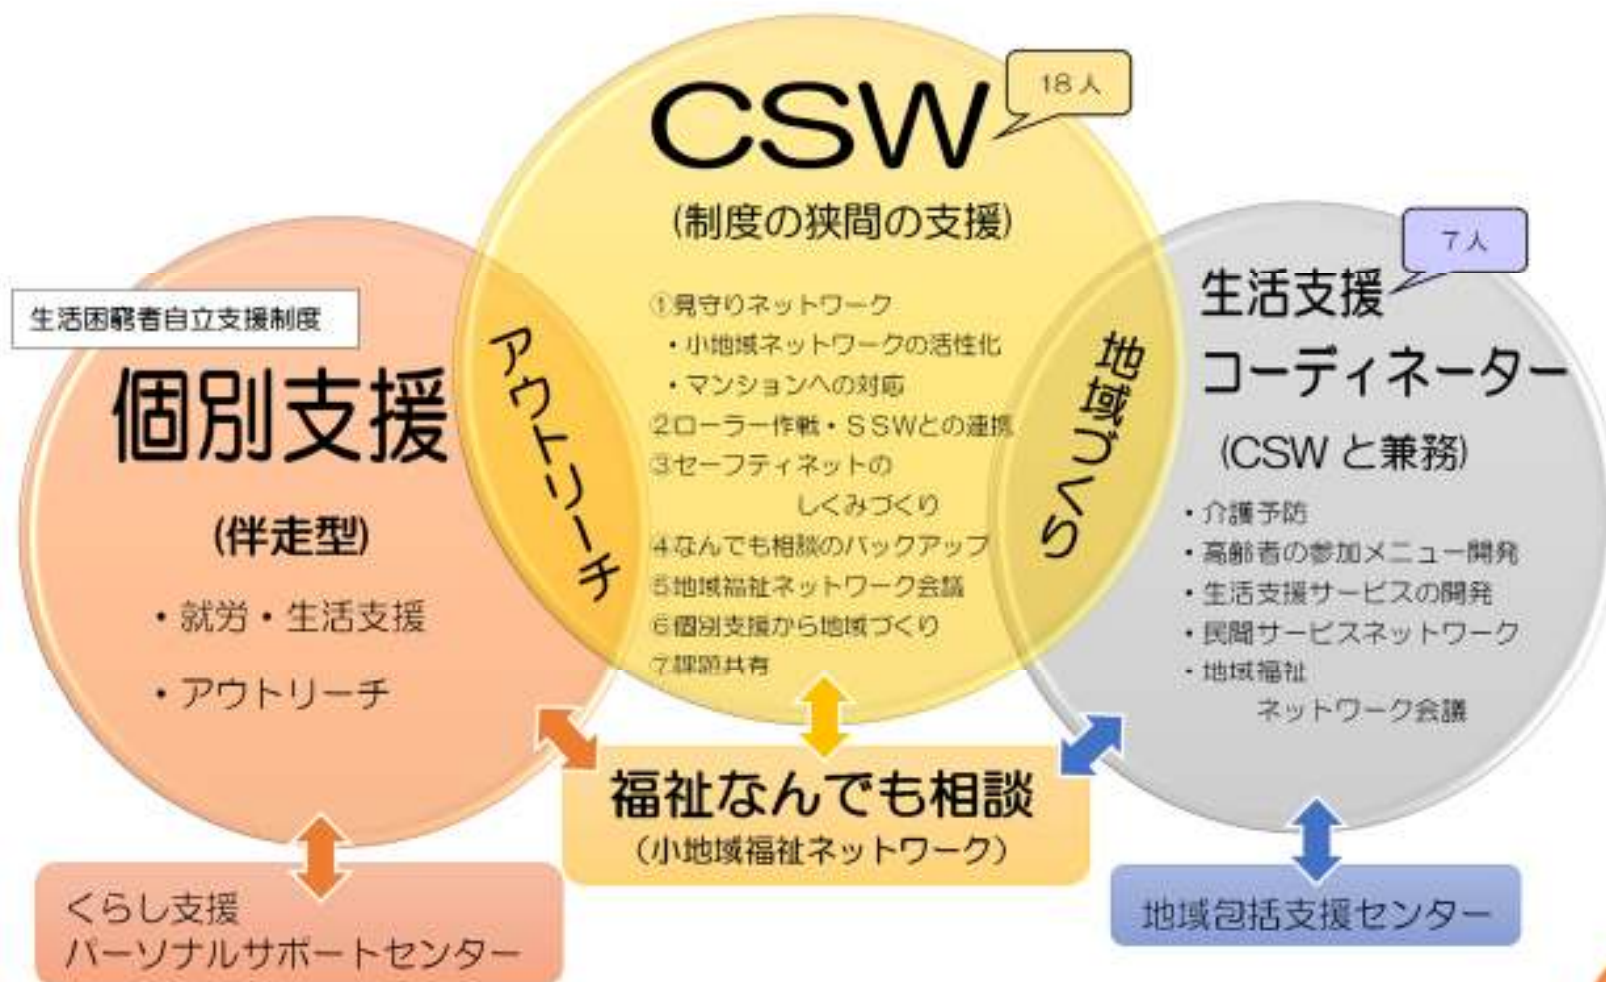 CSW
18人
(制度の狭間の支援)
①見守りネットワーク
・小地域ネットワークの活性化
・マンションへの対応
②ローラー作戦・SSWとの連携
③セーフティネットの
しくみづくり
④なんでも相談のバックアップ
⑤地域福祉ネットワーク会議
⑥個別支援から地域づくり
⑦課題共有
生活困窮者自立支援制度
個別支援
(伴走型)
・就労・生活支援
・アウトリーチ
アウトリーチ
地域づくり
7人
生活支援
コーディネーター
(CSWと兼務)
・介護予防
・高齢者の参加メニュー開発
・生活支援サービスの開発
・民間サービスネットワーク
・地域福祉
ネットワーク会議
福祉なんでも相談
(小地域福祉ネットワーク)
くらし支援
パーソナルサポートセンター
地域包括支援センター